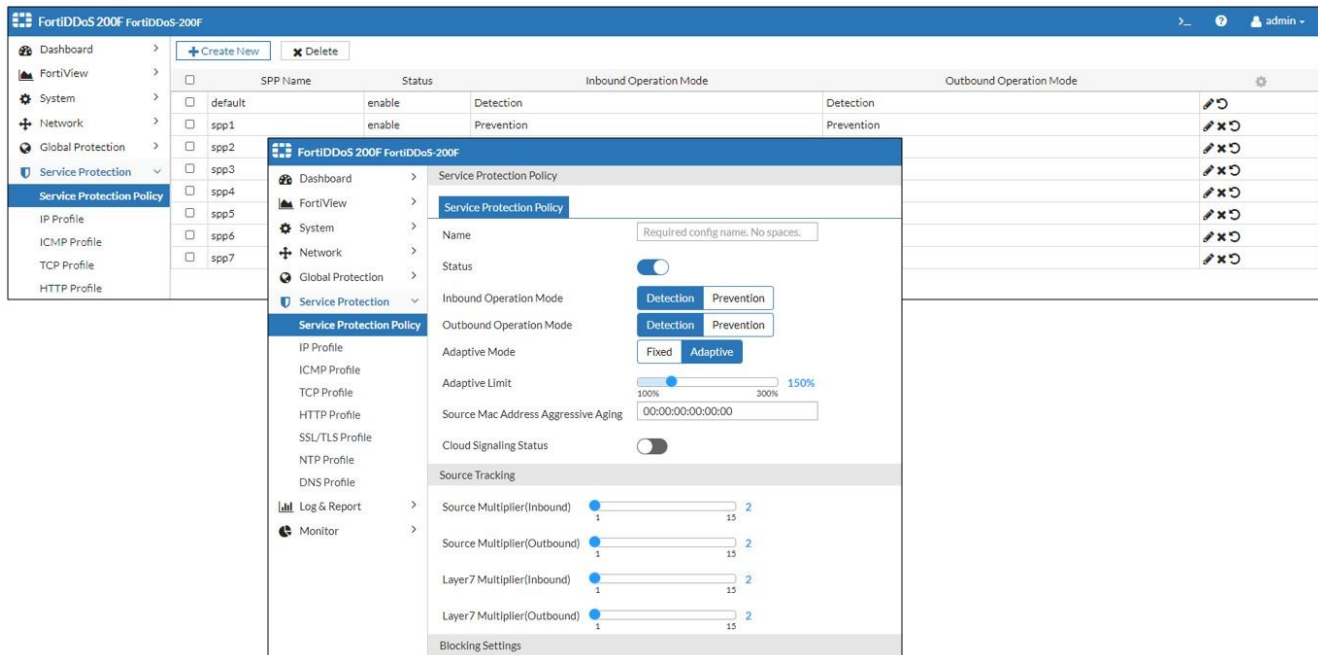 FortiDDoS 200F FortiDDoS-200F
>_ ? admin
Dashboard
FortiView
System
Network
Global Protection
Service Protection
Service Protection Policy
IP Profile
ICMP Profile
TCP Profile
HTTP Profile
Create New Delete
SPP Name Status Inbound Operation Mode Outbound Operation Mode
default enable Detection Detection
spp1 enable Prevention Prevention
spp2
spp3
spp4
spp5
spp6
spp7
FortiDDoS 200F FortiDDoS-200F
Dashboard
FortiView
System
Network
Global Protection
Service Protection
Service Protection Policy
IP Profile
ICMP Profile
TCP Profile
HTTP Profile
SSL/TLS Profile
NTP Profile
DNS Profile
Log & Report
Monitor
Service Protection Policy
Service Protection Policy
Name Required config name. No spaces.
Status
Inbound Operation Mode Detection Prevention
Outbound Operation Mode Detection Prevention
Adaptive Mode Fixed Adaptive
Adaptive Limit 150%
100% 300%
Source Mac Address Aggressive Aging 00:00:00:00:00:00
Cloud Signaling Status
Source Tracking
Source Multiplier(Inbound) 2
1 15
Source Multiplier(Outbound) 2
1 15
Layer7 Multiplier(Inbound) 2
1 15
Layer7 Multiplier(Outbound) 2
1 15
Blocking Settings